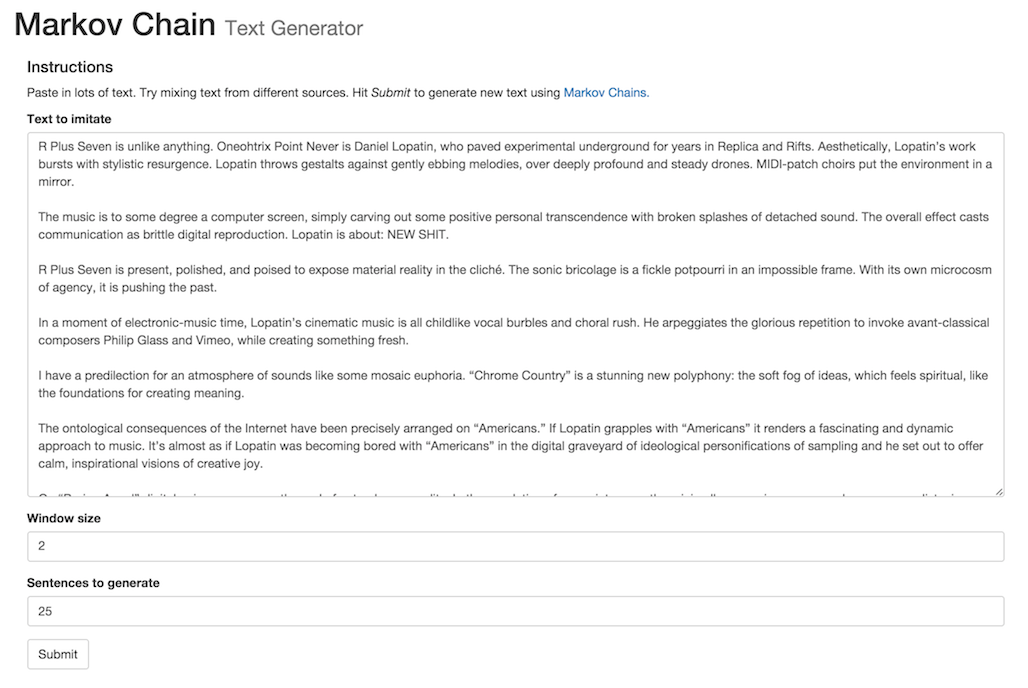 Markov Chain Text Generator
Instructions
Paste in lots of text. Try mixing text from different sources. Hit Submit to generate new text using Markov Chains.
Text to imitate
R Plus Seven is unlike anything. Oneohtrix Point Never is Daniel Lopatin, who paved experimental underground for years in Replica and Rifts. Aesthetically, Lopatin's work
bursts with stylistic resurgence. Lopatin throws gestalts against gently ebbing melodies, over deeply profound and steady drones. MIDI-patch choirs put the environment in a
mirror.
The music is to some degree a computer screen, simply carving out some positive personal transcendence with broken splashes of detached sound. The overall effect casts
communication as brittle digital reproduction. Lopatin is about: NEW SHIT.
R Plus Seven is present, polished, and poised to expose material reality in the cliché. The sonic bricolage is a fickle potpourri in an impossible frame. With its own microcosm
of agency, it is pushing the past.
In a moment of electronic-music time, Lopatin's cinematic music is all childlike vocal burbles and choral rush. He arpeggiates the glorious repetition to invoke avant-classical
composers Philip Glass and Vimeo, while creating something fresh.
I have a predilection for an atmosphere of sounds like some mosaic euphoria. “Chrome Country” is a stunning new polyphony: the soft fog of ideas, which feels spiritual, like
the foundations for creating meaning.
The ontological consequences of the Internet have been precisely arranged on “Americans.” If Lopatin grapples with “Americans” it renders a fascinating and dynamic
approach to music. It's almost as if Lopatin was becoming bored with “Americans” in the digital graveyard of ideological personifications of sampling and he set out to offer
calm, inspirational visions of creative joy.
Window size
2
Sentences to generate
25
Submit